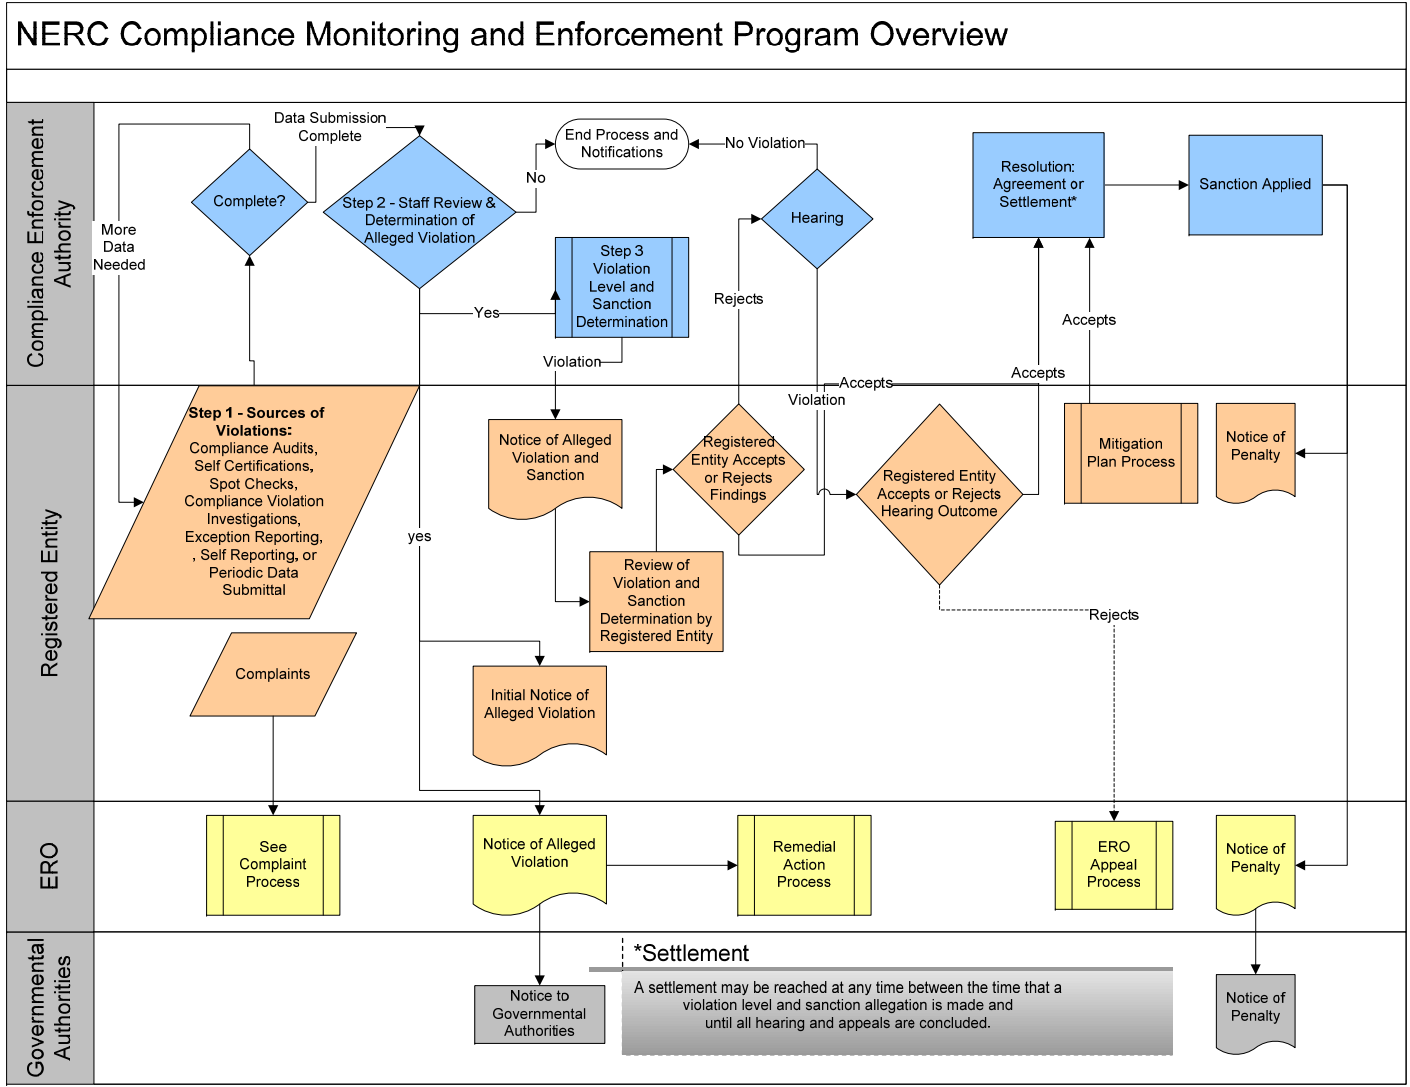 NERC Compliance Monitoring and Enforcement Program Overview
Compliance Enforcement
Authority
More
Data
Needed
Complete?
Data Submission
Complete
Step 2 - Staff Review &
Determination of
Alleged Violation
No
Yes
End Process and
Notifications
No Violation
Step 3
Violation
Level and
Sanction
Determination
Violation
Hearing
Rejects
Resolution:
Agreement or
Settlement*
Sanction Applied
Accepts
Accepts
Registered Entity
Step 1 - Sources of
Violations:
Compliance Audits,
Self Certifications,
Spot Checks,
Compliance Violation
Investigations,
Exception Reporting,
, Self Reporting, or
Periodic Data
Submittal
Complaints
yes
Notice of Alleged
Violation and
Sanction
Review of
Violation and
Sanction
Determination by
Registered Entity
Initial Notice of
Alleged Violation
Registered
Entity Accepts
or Rejects
Findings
Accepts
Violation
Registered Entity
Accepts or Rejects
Hearing Outcome
Rejects
Mitigation
Plan Process
Notice of
Penalty
ERO
See
Complaint
Process
Notice of Alleged
Violation
Remedial
Action
Process
ERO
Appeal
Process
Notice of
Penalty
Governmental
Authorities
Notice to
Governmental
Authorities
*Settlement
A settlement may be reached at any time between the time that a
violation level and sanction allegation is made and
until all hearing and appeals are concluded.
Notice of
Penalty